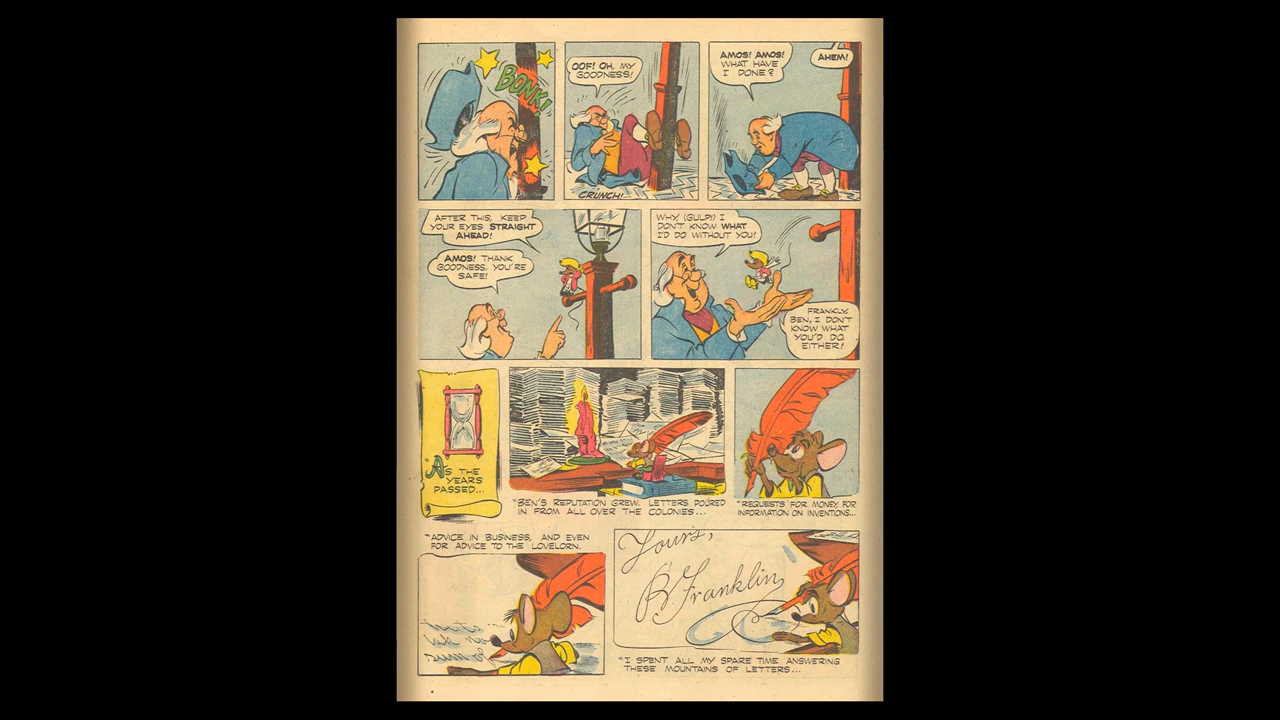 BONK!
OOF! OH, MY
GOODNESS!
CRUNCH!
AMOS! AMOS!
WHAT HAVE
I DONE?
AHEM!
AFTER THIS, KEEP
YOUR EYES STRAIGHT
AHEAD!
AMOS! THANK
GOODNESS, YOU'RE
SAFE!
WHY, (GULP!) I
DON'T KNOW WHAT
I'D DO WITHOUT YOU!
FRANKLY,
BEN, I DON'T
KNOW WHAT
YOU'D DO,
EITHER!
"AS THE
YEARS
PASSED...
"BEN'S REPUTATION GREW. LETTERS POURED
IN FROM ALL OVER THE COLONIES...
"REQUESTS FOR MONEY, FOR
INFORMATION ON INVENTIONS...
"ADVICE IN BUSINESS, AND EVEN
FOR ADVICE TO THE LOVELORN.
Yours,
B Franklin
"I SPENT ALL MY SPARE TIME ANSWERING
THESE MOUNTAINS OF LETTERS...